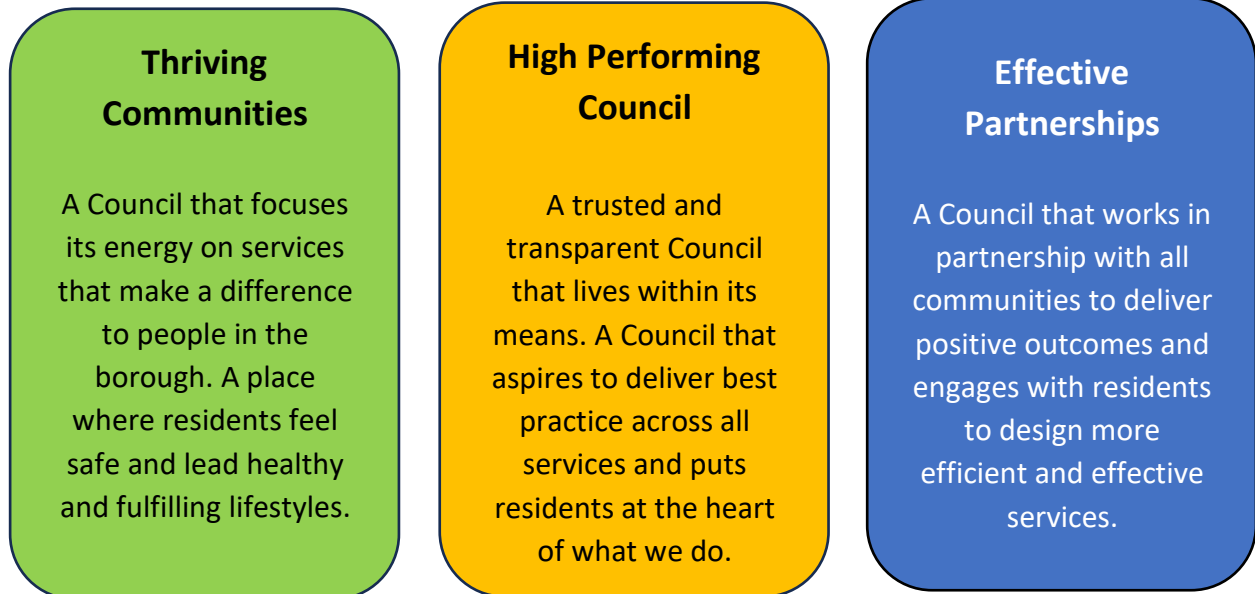 Thriving
Communities
A Council that focuses
its energy on services
that make a difference
to people in the
borough. A place
where residents feel
safe and lead healthy
and fulfilling lifestyles.
High Performing
Council
A trusted and
transparent Council
that lives within its
means. A Council that
aspires to deliver best
practice across all
services and puts
residents at the heart
of what we do.
Effective
Partnerships
A Council that works in
partnership with all
communities to deliver
positive outcomes and
engages with residents
to design more
efficient and effective
services.